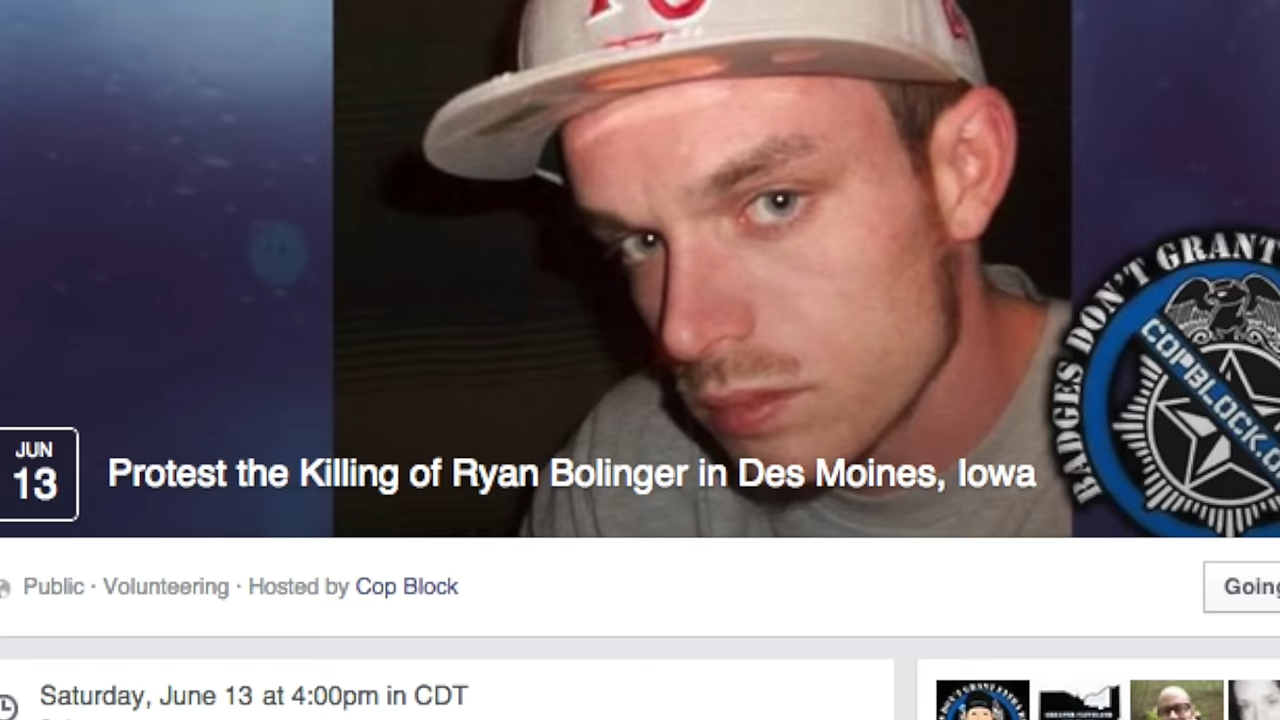 BADGES DON'T GRANT
COPBLOCK.O
JUN
13
Protest the Killing of Ryan Bolinger in Des Moines, Iowa
Public · Volunteering · Hosted by Cop Block
Going
Saturday, June 13 at 4:00pm in CDT